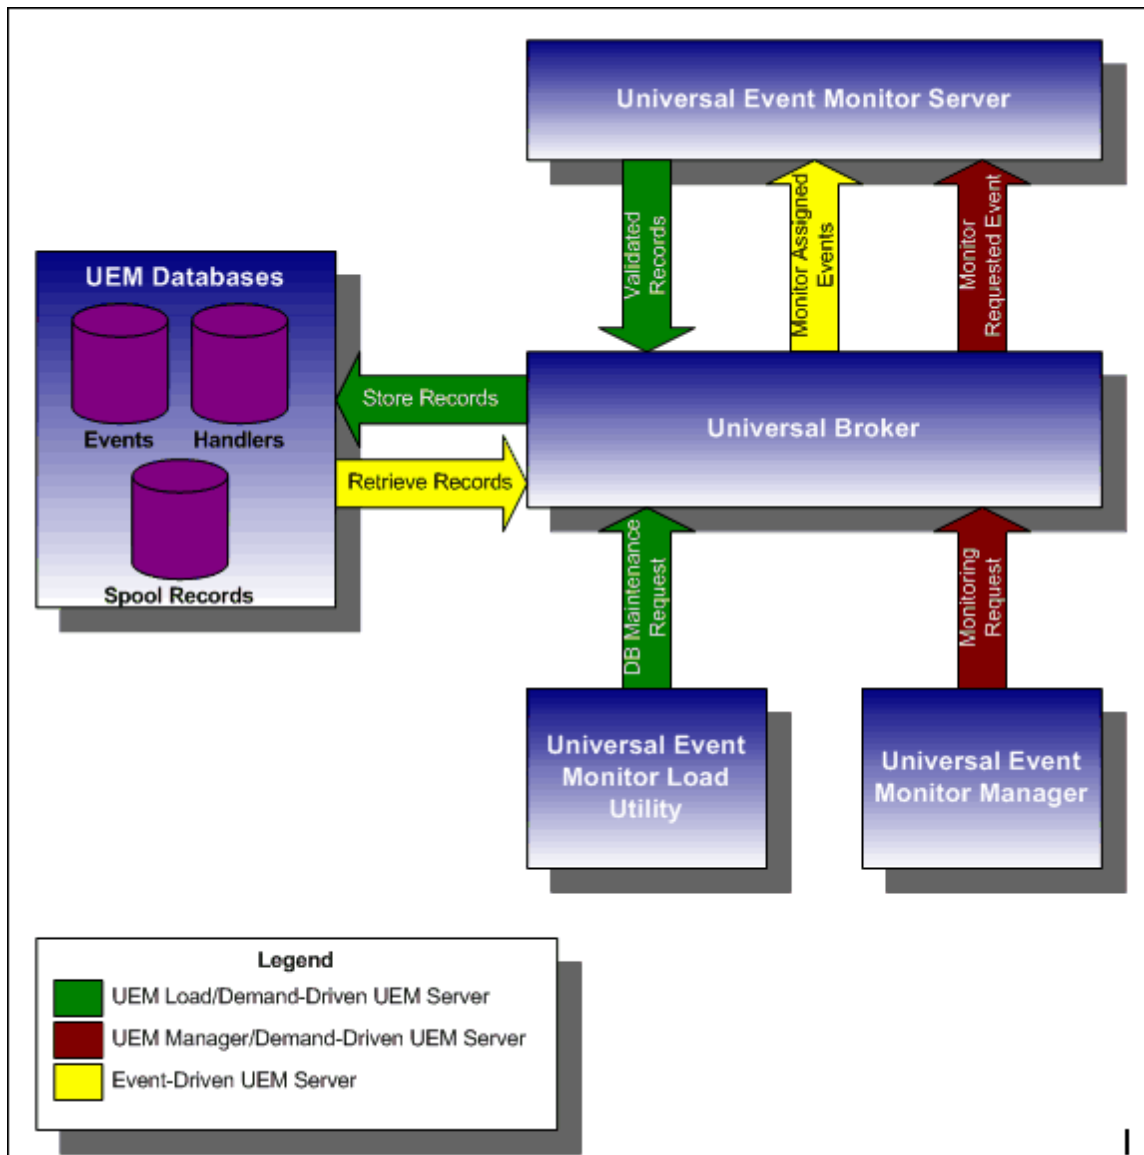 Universal Event Monitor Server
Validated
Records
Monitor Assigned
Events
Monitor
Requested Event
UEM Databases
Events
Handlers
Spool Records
Store Records
Retrieve Records
Universal Broker
DB Maintenance
Request
Monitoring
Request
Universal Event
Monitor Load
Utility
Universal Event
Monitor Manager
Legend
UEM Load/Demand-Driven UEM Server
UEM Manager/Demand-Driven UEM Server
Event-Driven UEM Server